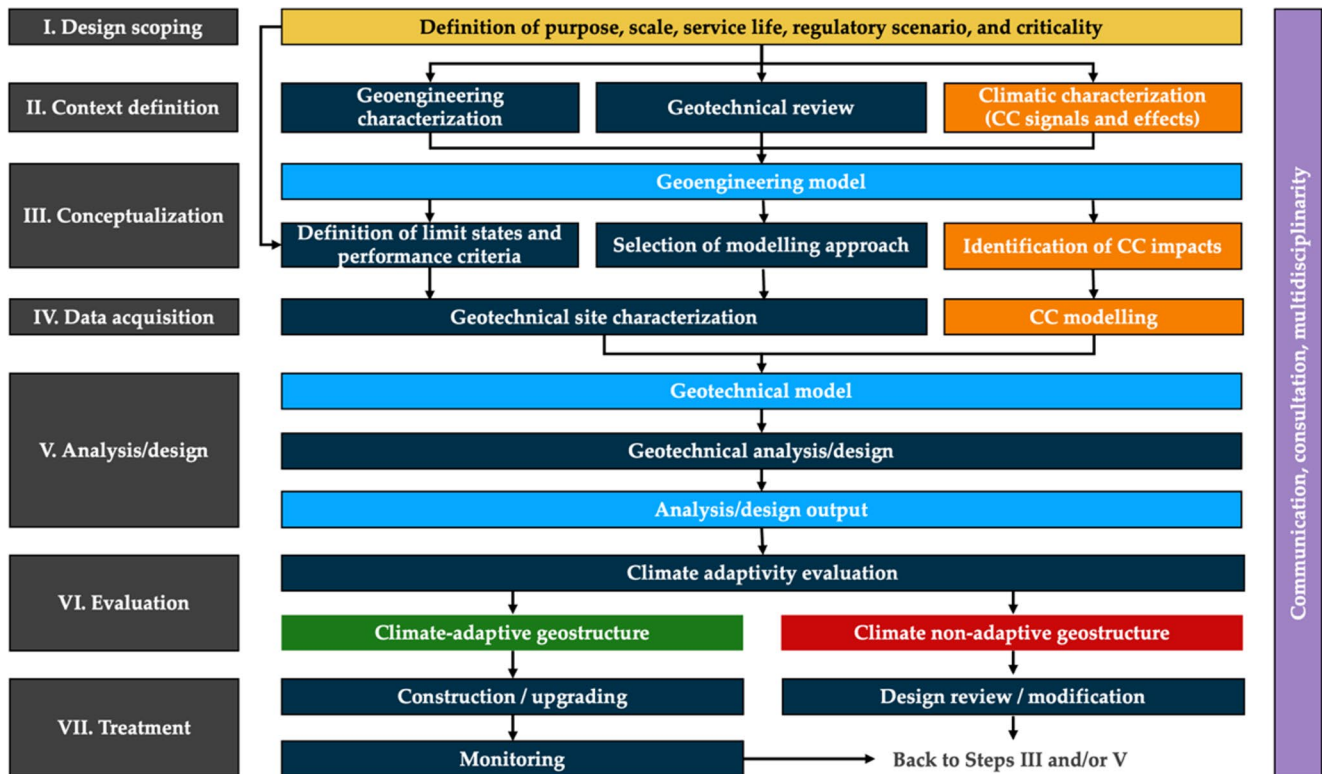 I. Design scoping
Definition of purpose, scale, service life, regulatory scenario, and criticality
II. Context definition
Geoengineering
characterization
Geotechnical review
Climatic characterization
(CC signals and effects)
III. Conceptualization
Geoengineering model
Definition of limit states and
performance criteria
Selection of modelling approach
Identification of CC impacts
IV. Data acquisition
Geotechnical site characterization
CC modelling
V. Analysis/design
Geotechnical model
Geotechnical analysis/design
Analysis/design output
VI. Evaluation
Climate adaptivity evaluation
Climate-adaptive geostructure
Climate non-adaptive geostructure
VII. Treatment
Construction / upgrading
Design review / modification
Monitoring
Back to Steps III and/or V
Communication, consultation, multidisciplinarity